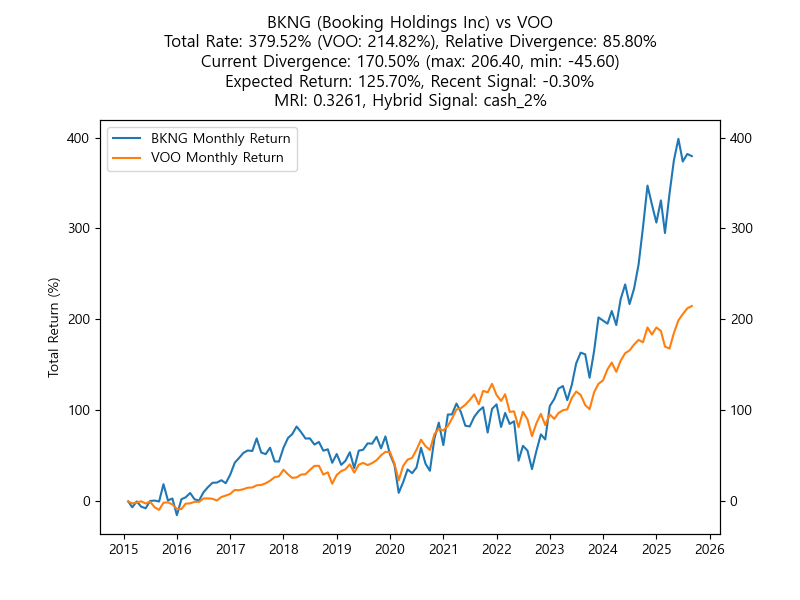 BKNG (Booking Holdings Inc) vs VOO
Total Rate: 379.52% (VOO: 214.82%), Relative Divergence: 85.80%
Current Divergence: 170.50% (max: 206.40, min: -45.60)
Expected Return: 125.70%, Recent Signal: -0.30%
MRI: 0.3261, Hybrid Signal: cash_2%
BKNG Monthly Return
VOO Monthly Return
Total Return (%)
400
300
200
100
0
400
300
200
100
0
2015 2016 2017 2018 2019 2020 2021 2022 2023 2024 2025 2026